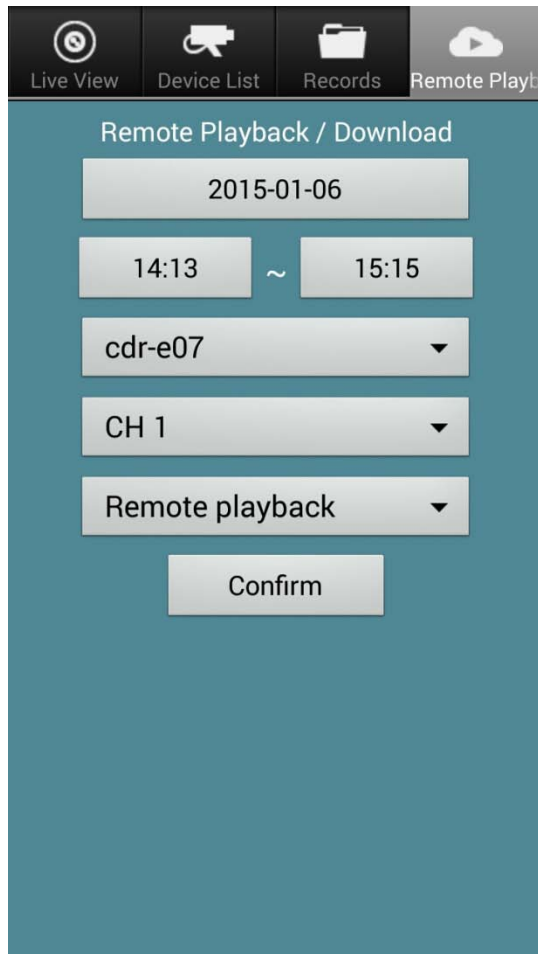 Live View Device List Records Remote Playb
Remote Playback / Download
2015-01-06
14:13 ~ 15:15
cdr-e07
CH 1
Remote playback
Confirm